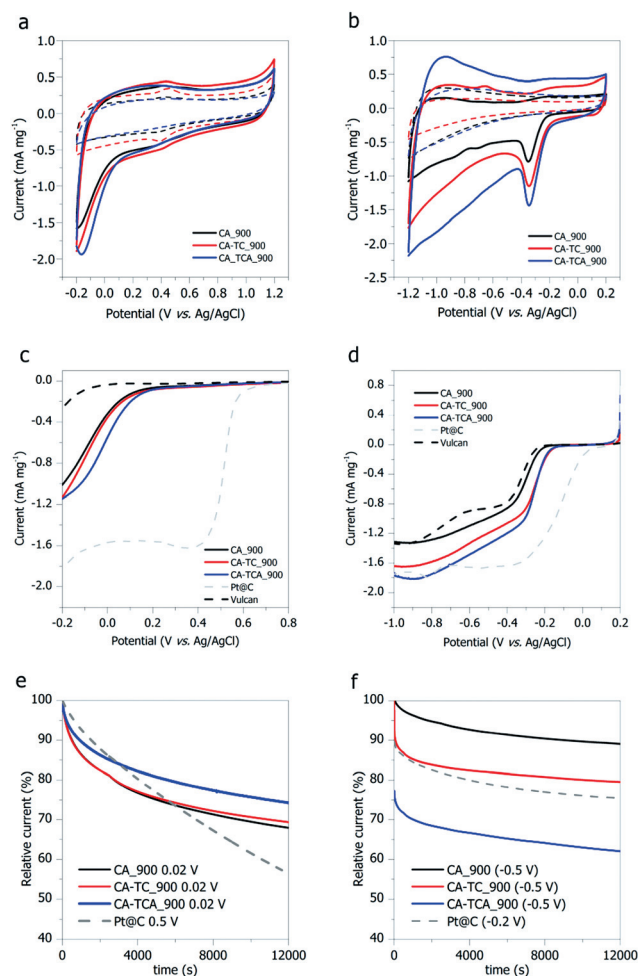 a
1.0
0.5
0.0
-0.5
-1.0
-1.5
-2.0
Current (mA mg⁻¹)
CA_900
CA-TC_900
CA_TCA_900
-0.2 0.0 0.2 0.4 0.6 0.8 1.0 1.2
Potential (V vs. Ag/AgCl)
b
1.0
0.5
0.0
-0.5
-1.0
-1.5
-2.0
-2.5
Current (mA mg⁻¹)
CA_900
CA-TC_900
CA-TCA_900
-1.2 -1.0 -0.8 -0.6 -0.4 -0.2 0.0 0.2
Potential (V vs. Ag/AgCl)
c
0.0
-0.4
-0.8
-1.2
-1.6
-2.0
Current (mA mg⁻¹)
CA_900
CA-TC_900
CA-TCA_900
Pt@C
Vulcan
-0.2 0.0 0.2 0.4 0.6 0.8
Potential (V vs. Ag/AgCl)
d
0.8
0.4
0.0
-0.4
-0.8
-1.2
-1.6
-2.0
Current (mA mg⁻¹)
CA_900
CA-TC_900
CA-TCA_900
Pt@C
Vulcan
-1.0 -0.8 -0.6 -0.4 -0.2 0.0 0.2
Potential (V vs. Ag/AgCl)
e
100
90
80
70
60
50
40
Relative current (%)
CA_900 0.02 V
CA-TC_900 0.02 V
CA-TCA_900 0.02 V
Pt@C 0.5 V
0 4000 8000 12000
time (s)
f
100
90
80
70
60
50
40
Relative current (%)
CA_900 (-0.5 V)
CA-TC_900 (-0.5 V)
CA-TCA_900 (-0.5 V)
Pt@C (-0.2 V)
0 4000 8000 12000
time (s)